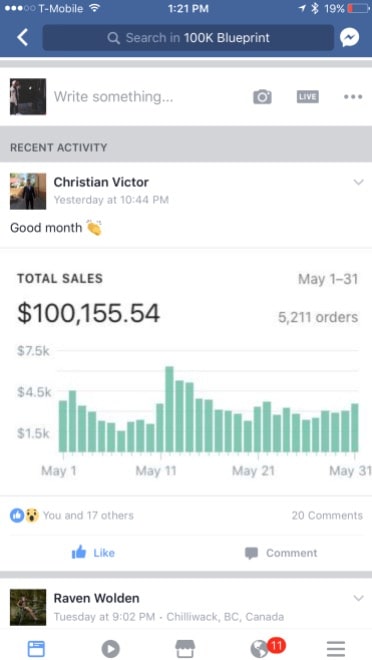 T-Mobile 1:21 PM 19%
Search in 100K Blueprint
Write something... LIVE
RECENT ACTIVITY
Christian Victor
Yesterday at 10:44 PM
Good month 👏
TOTAL SALES May 1–31
$100,155.54 5,211 orders
$7.5k
$4.5k
$1.5k
May 1 May 11 May 21 May 31
You and 17 others 20 Comments
Like Comment
Raven Wolden
Tuesday at 9:02 PM · Chilliwack, BC, Canada
11